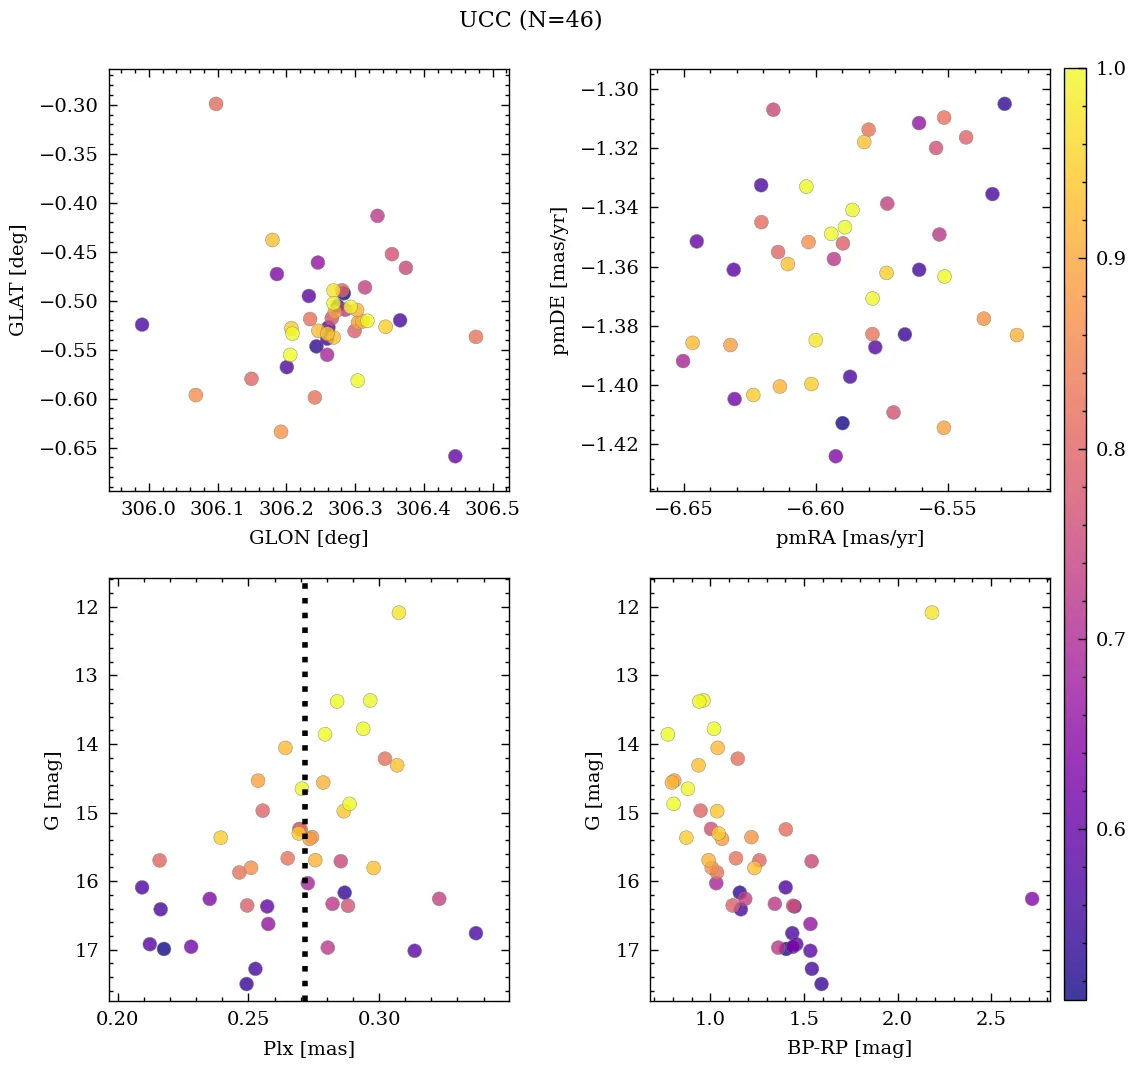 UCC (N=46)
−0.30
−0.35
−0.40
−0.45
−0.50
−0.55
−0.60
−0.65
GLAT [deg]
306.0 306.1 306.2 306.3 306.4 306.5
GLON [deg]
−1.30
−1.32
−1.34
−1.36
−1.38
−1.40
−1.42
pmDE [mas/yr]
−6.65 −6.60 −6.55
pmRA [mas/yr]
1.0
0.9
0.8
0.7
0.6
12
13
14
15
16
17
G [mag]
0.20 0.25 0.30
Plx [mas]
12
13
14
15
16
17
G [mag]
1.0 1.5 2.0 2.5
BP-RP [mag]